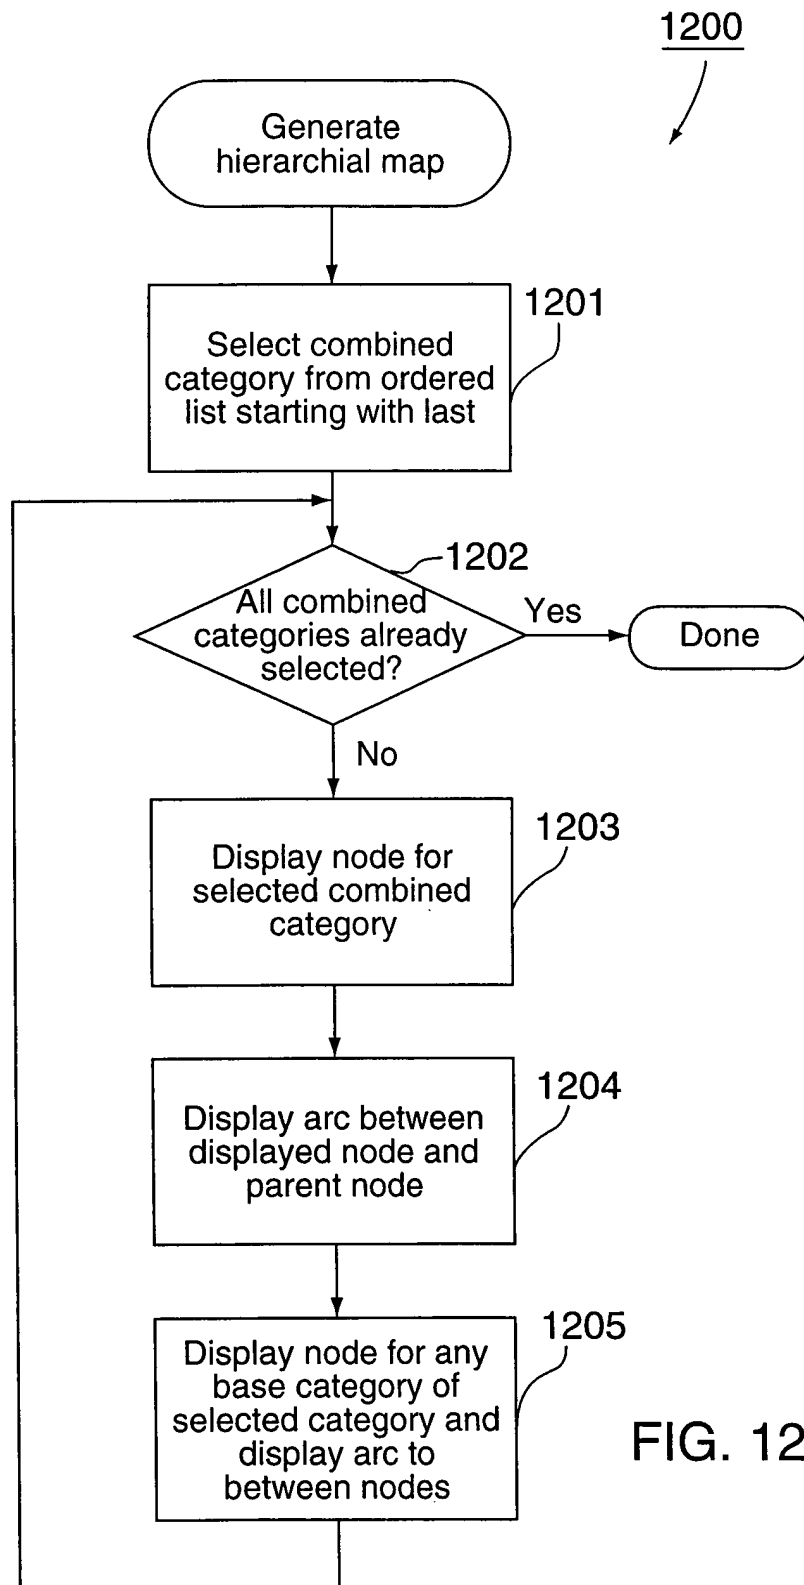 1200
Generate
hierarchial map
1201
Select combined
category from ordered
list starting with last
1202
All combined
categories already
selected?
Yes
Done
No
1203
Display node for
selected combined
category
1204
Display arc between
displayed node and
parent node
1205
Display node for any
base category of
selected category and
display arc to
between nodes
FIG. 12